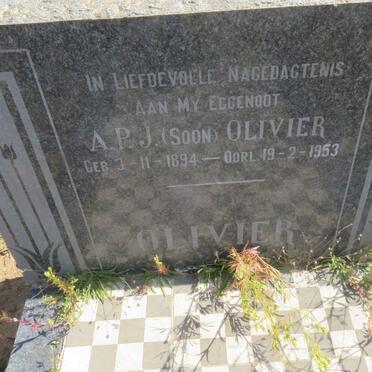 IN LIEFDEVOLLE NAGEDAGTENIS
AAN MY EGGENOOT
A.P.J. (SOON) OLIVIER
GEB. 3-11-1894 — OORL. 19-2-1953
OLIVIER